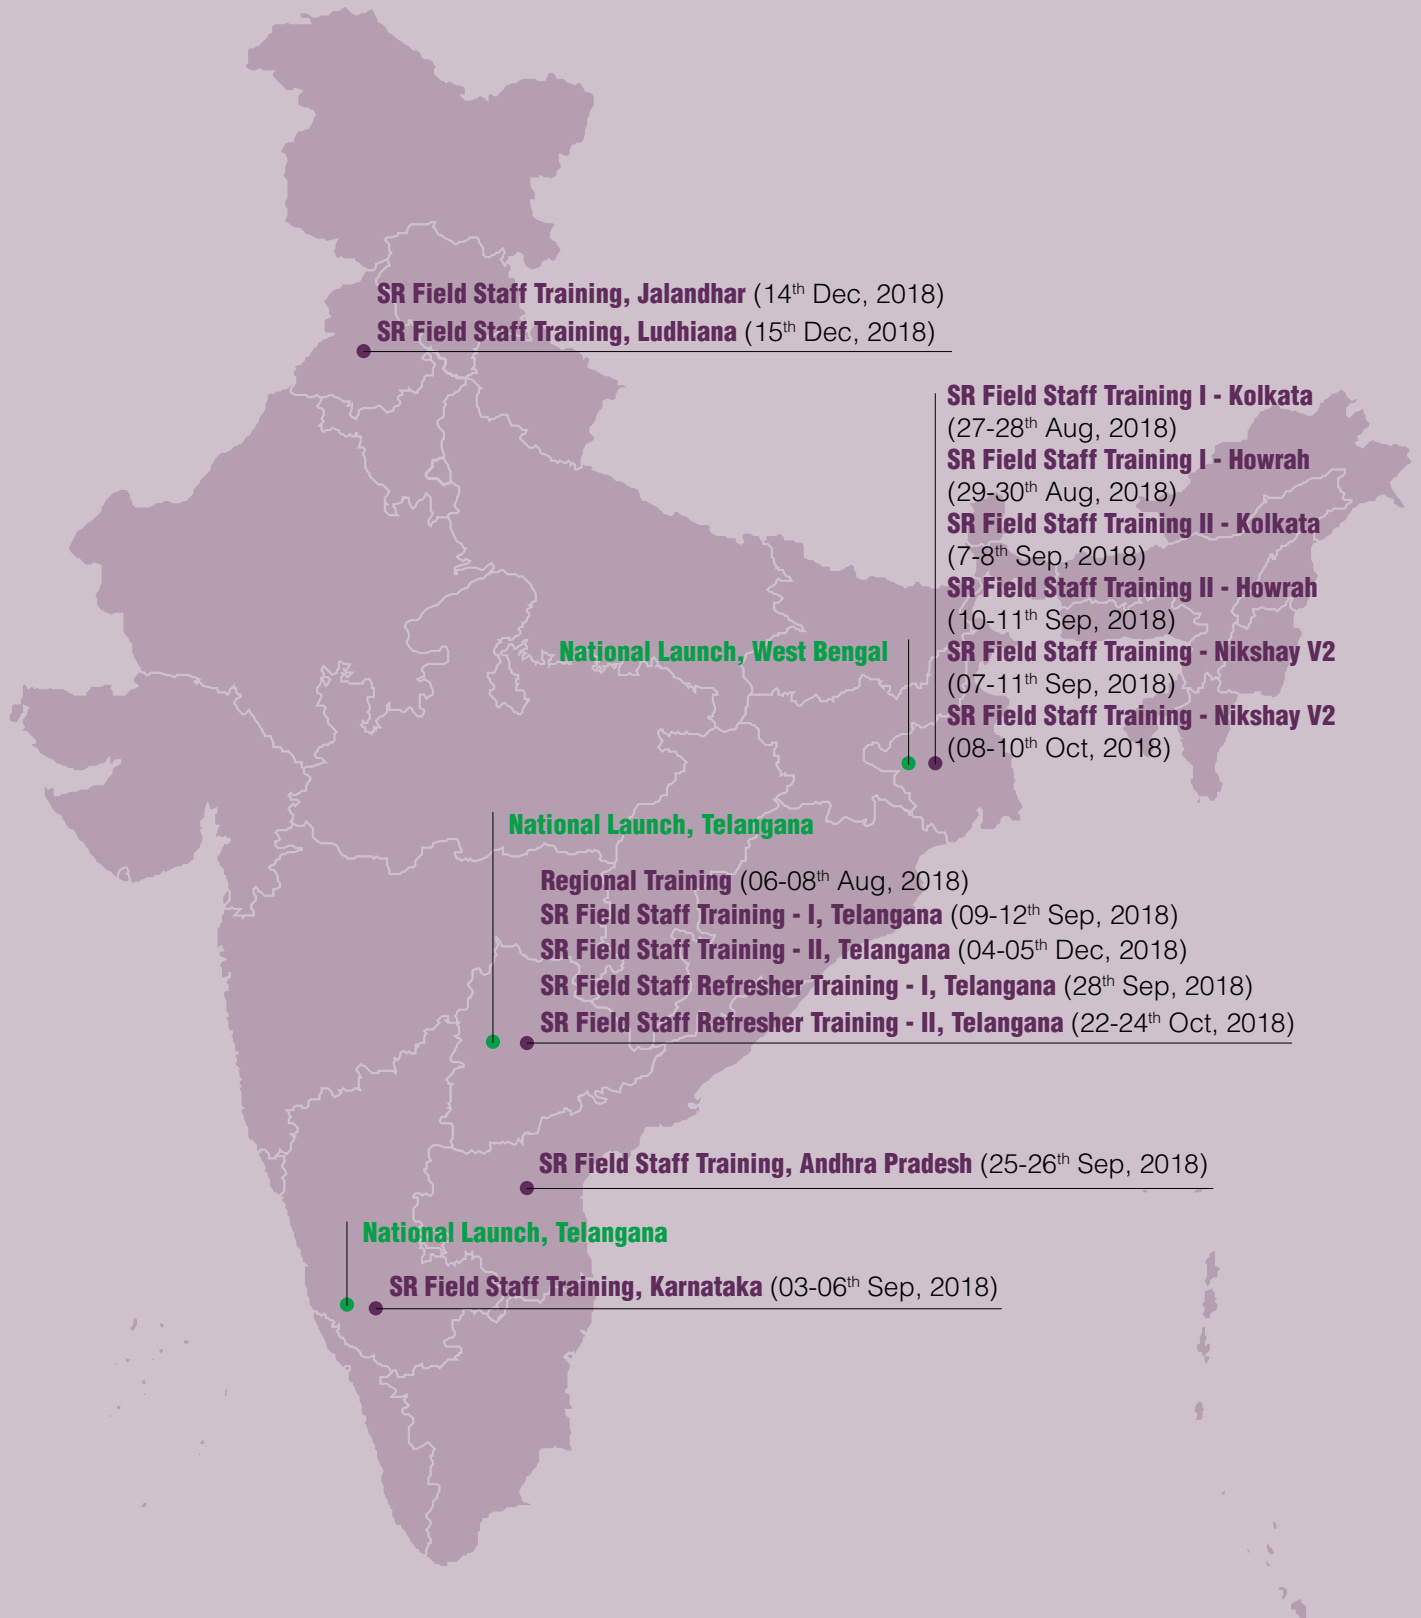 SR Field Staff Training, Jalandhar (14th Dec, 2018)
SR Field Staff Training, Ludhiana (15th Dec, 2018)
SR Field Staff Training I - Kolkata
(27-28th Aug, 2018)
SR Field Staff Training I - Howrah
(29-30th Aug, 2018)
SR Field Staff Training II - Kolkata
(7-8th Sep, 2018)
SR Field Staff Training II - Howrah
(10-11th Sep, 2018)
National Launch, West Bengal
SR Field Staff Training - Nikshay V2
(07-11th Sep, 2018)
SR Field Staff Training - Nikshay V2
(08-10th Oct, 2018)
National Launch, Telangana
Regional Training (06-08th Aug, 2018)
SR Field Staff Training - I, Telangana (09-12th Sep, 2018)
SR Field Staff Training - II, Telangana (04-05th Dec, 2018)
SR Field Staff Refresher Training - I, Telangana (28th Sep, 2018)
SR Field Staff Refresher Training - II, Telangana (22-24th Oct, 2018)
SR Field Staff Training, Andhra Pradesh (25-26th Sep, 2018)
National Launch, Telangana
SR Field Staff Training, Karnataka (03-06th Sep, 2018)